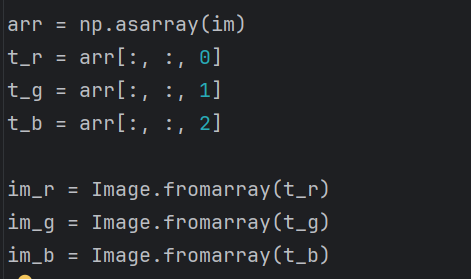 arr = np.asarray(im)
t_r = arr[:, :, 0]
t_g = arr[:, :, 1]
t_b = arr[:, :, 2]
im_r = Image.fromarray(t_r)
im_g = Image.fromarray(t_g)
im_b = Image.fromarray(t_b)